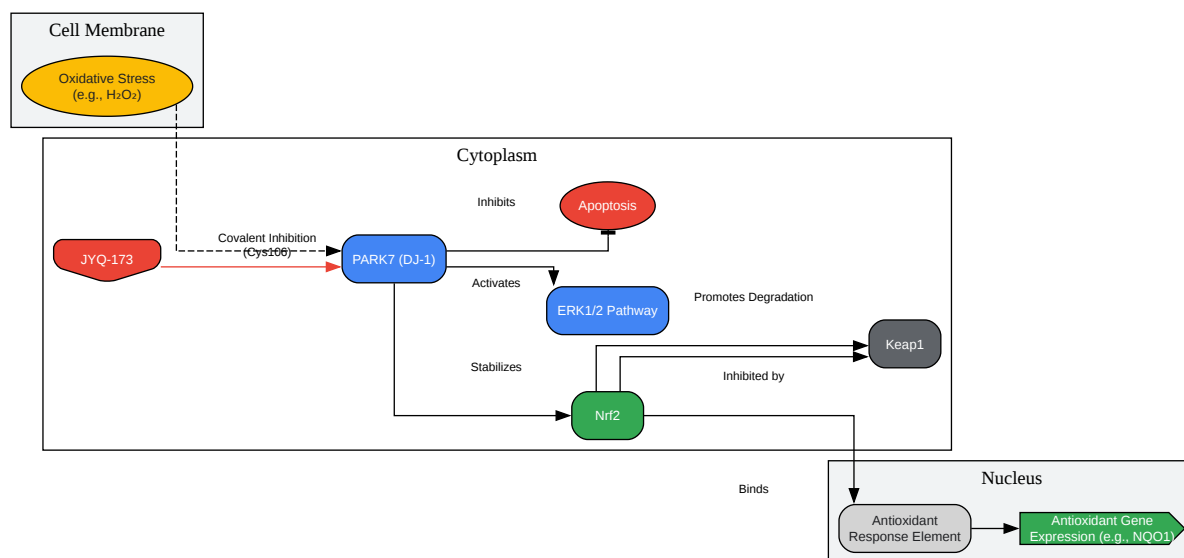 Cell Membrane
Oxidative Stress
(e.g., H₂O₂)
Cytoplasm
Inhibits
Apoptosis
Covalent Inhibition
(Cys106)
JYQ-173
PARK7 (DJ-1)
Activates
ERK1/2 Pathway
Promotes Degradation
Keap1
Stabilizes
Inhibited by
Nrf2
Binds
Nucleus
Antioxidant
Response Element
Antioxidant Gene
Expression (e.g., NQO1)